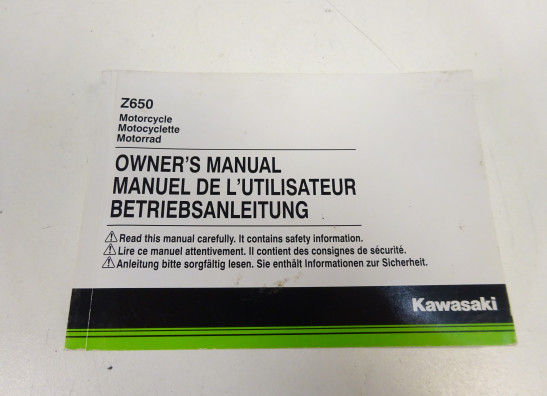 Z650
Motorcycle
Motocyclette
Motorrad
OWNER'S MANUAL
MANUEL DE L'UTILISATEUR
BETRIEBSANLEITUNG
Read this manual carefully. It contains safety information.
Lire ce manuel attentivement. Il contient des consignes de sécurité.
Anleitung bitte sorgfältig lesen. Sie enthält Informationen zur Sicherheit.
Kawasaki